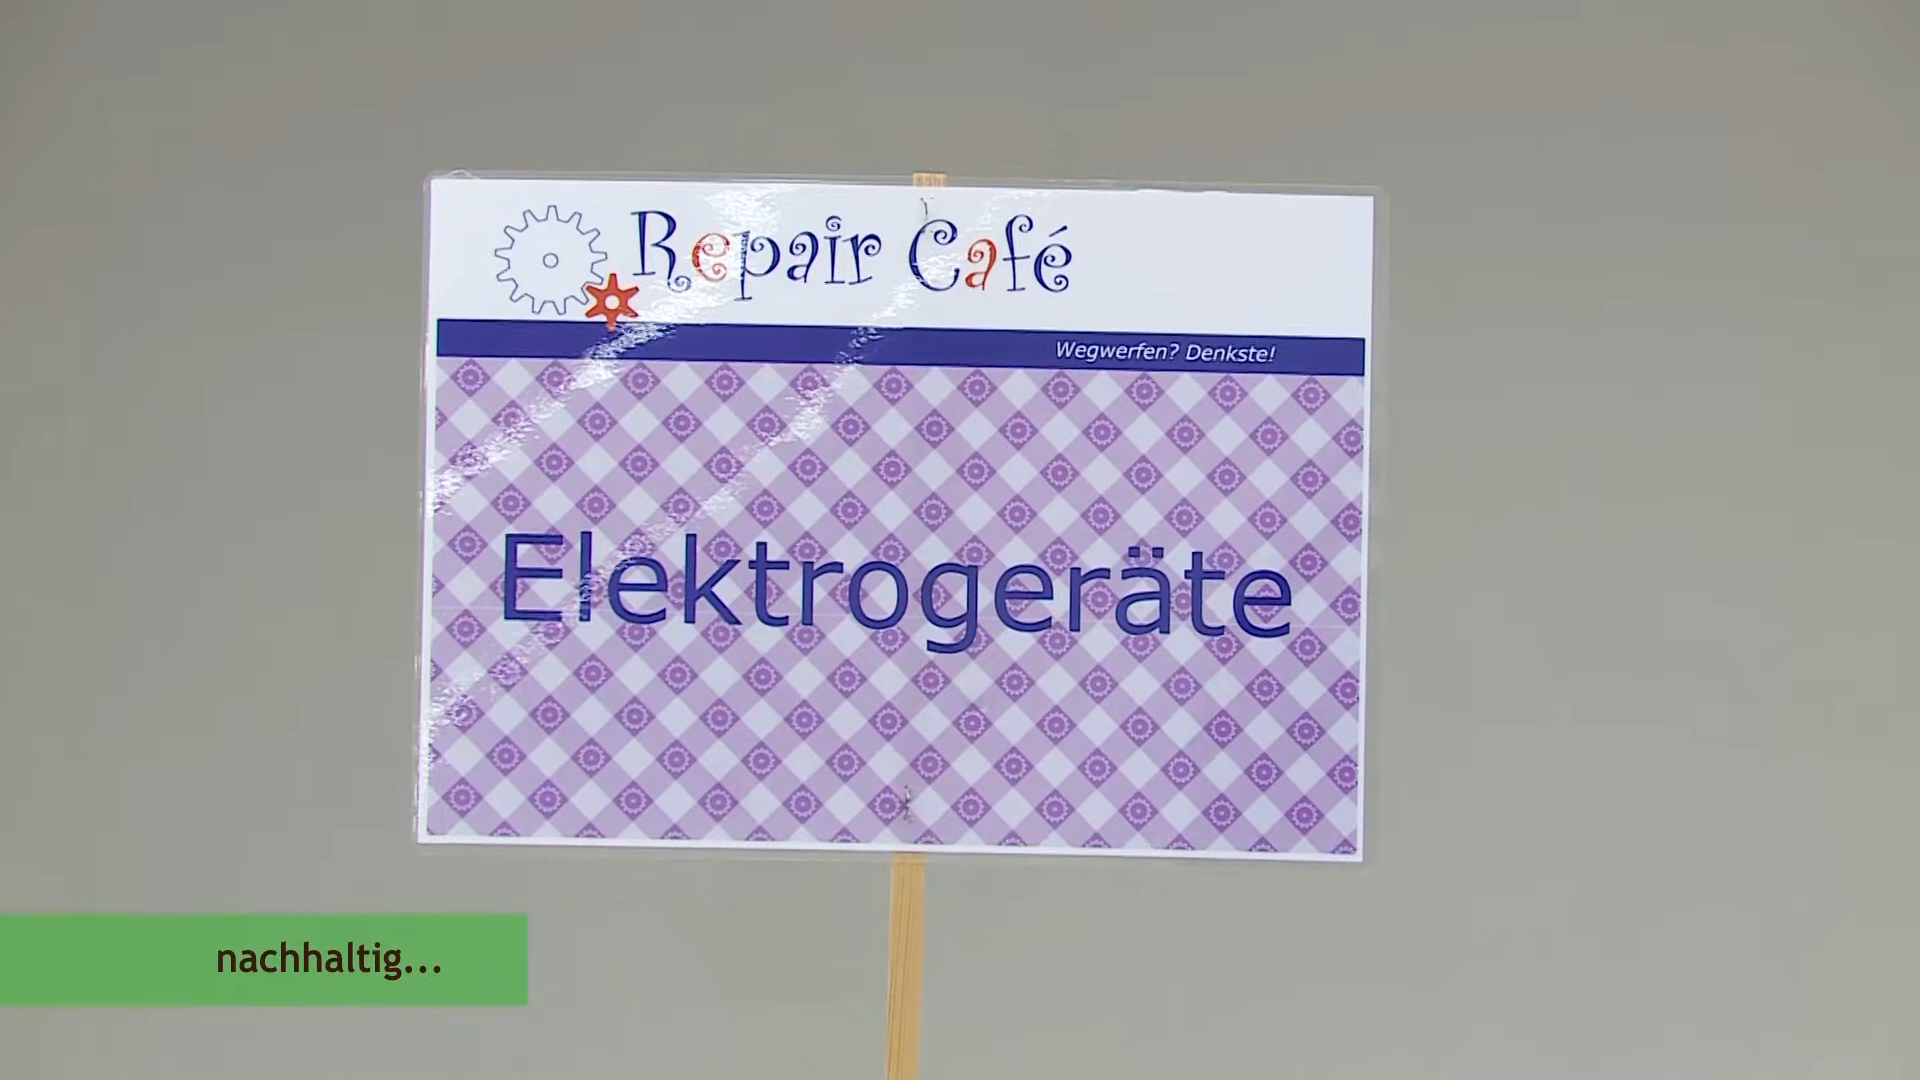 Repair Café
Wegwerfen? Denkste!
Elektrogeräte
nachhaltig...